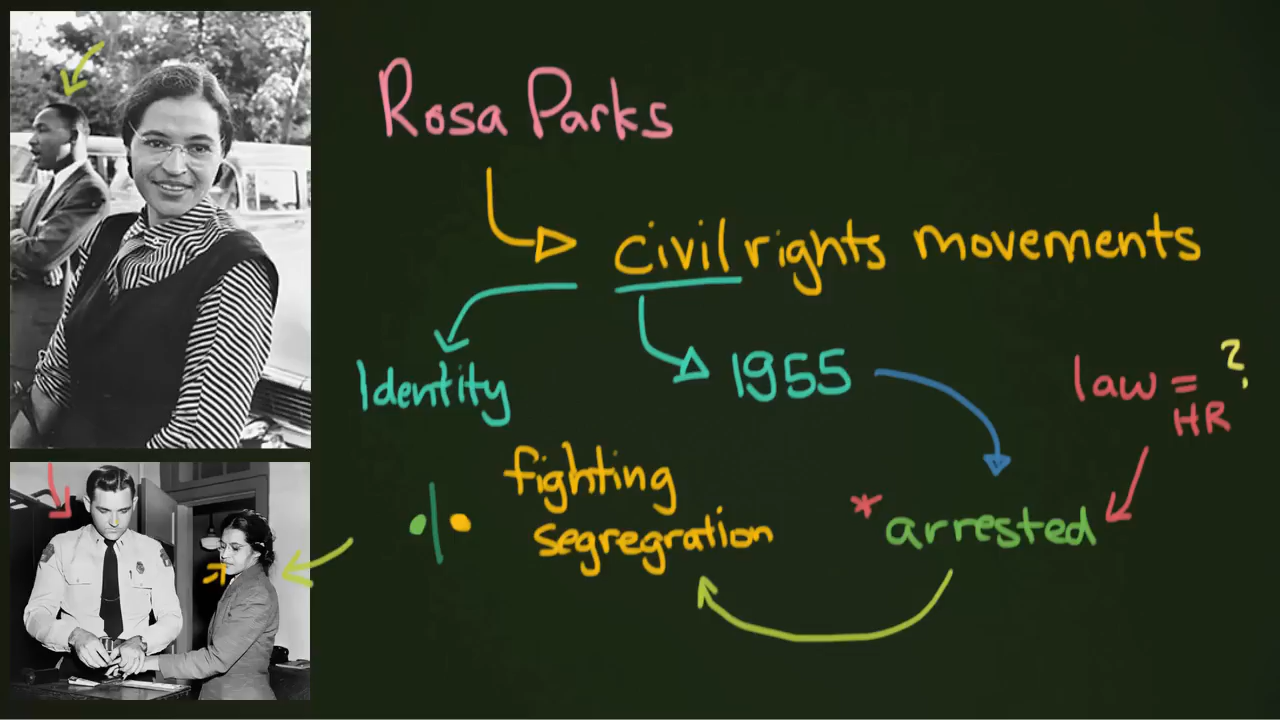 Rosa Parks
civil rights movements
Identity
1955
law = ?
HR
fighting
segregration
* arrested